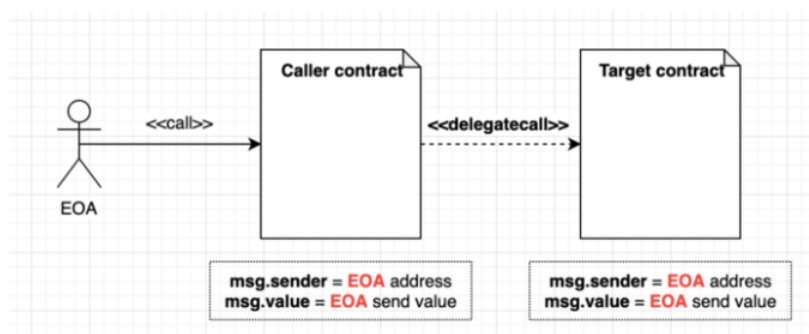 Caller contract
Target contract
<<call>>
<<delegatecall>>
EOA
msg.sender = EOA address
msg.value = EOA send value
msg.sender = EOA address
msg.value = EOA send value